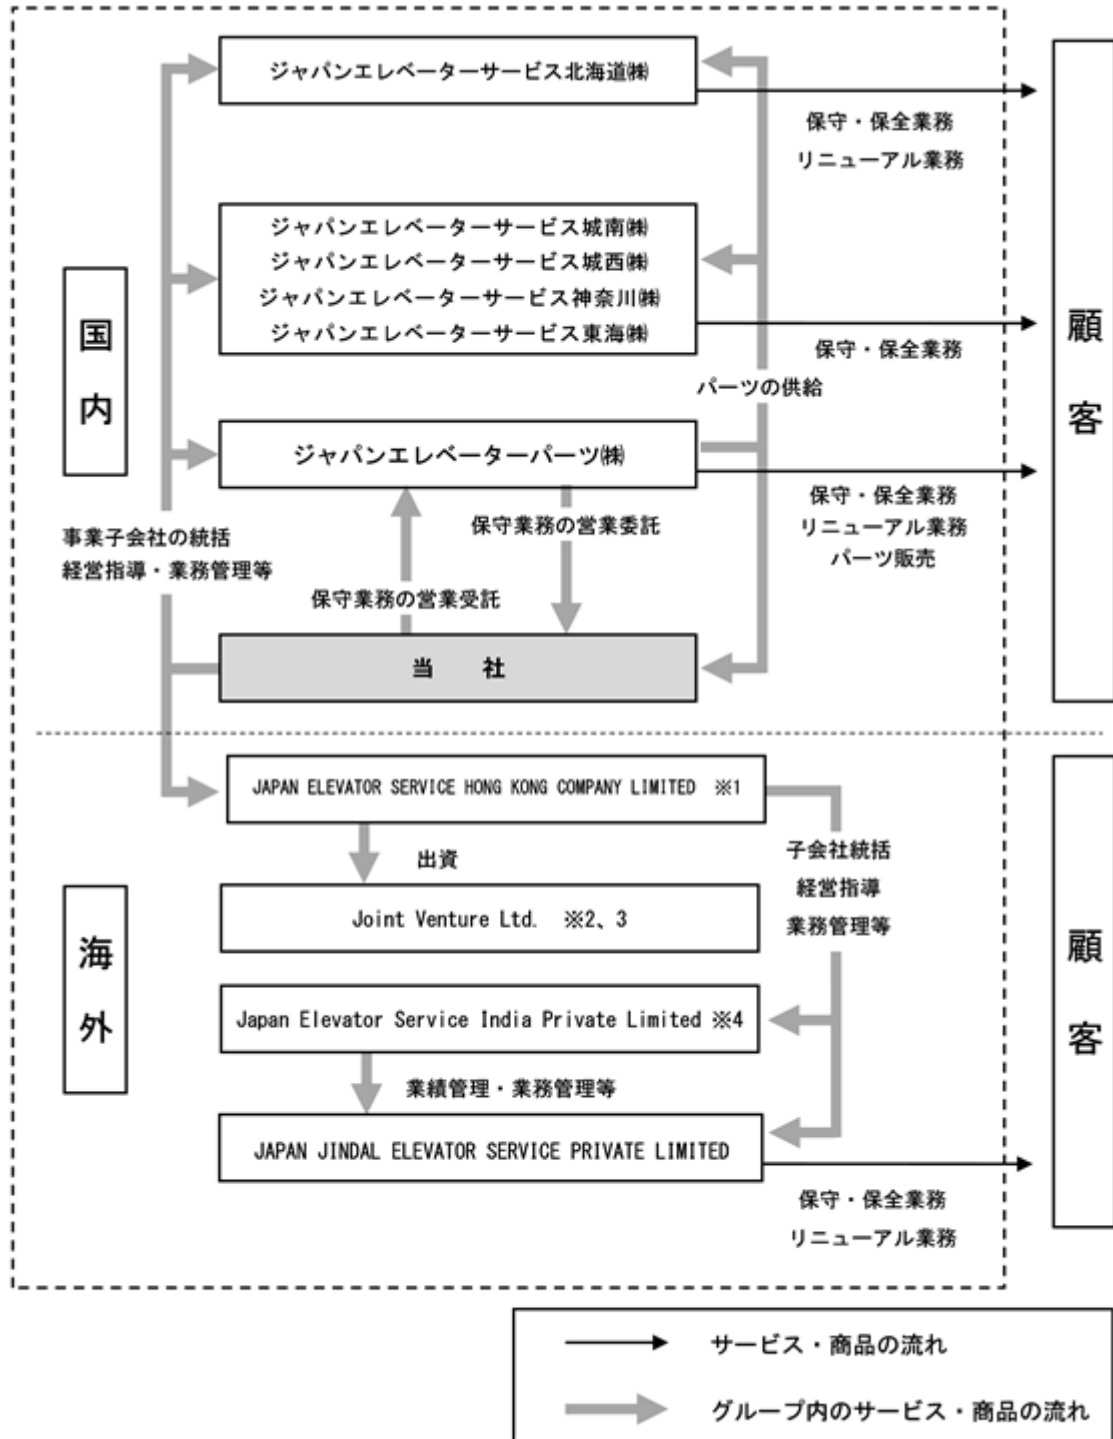 ジャパンエレベーターサービス北海道㈱
保守・保全業務
リニューアル業務
ジャパンエレベーターサービス城南㈱
ジャパンエレベーターサービス城西㈱
ジャパンエレベーターサービス神奈川㈱
ジャパンエレベーターサービス東海㈱
保守・保全業務
国内
顧客
パーツの供給
ジャパンエレベーターパーツ㈱
保守・保全業務
リニューアル業務
パーツ販売
保守業務の営業委託
事業子会社の統括
経営指導・業務管理等
保守業務の営業受託
当 社
JAPAN ELEVATOR SERVICE HONG KONG COMPANY LIMITED ※1
出資
子会社統括
経営指導
業務管理等
Joint Venture Ltd. ※2、3
海外
顧客
Japan Elevator Service India Private Limited ※4
業績管理・業務管理等
JAPAN JINDAL ELEVATOR SERVICE PRIVATE LIMITED
保守・保全業務
リニューアル業務
サービス・商品の流れ
グループ内のサービス・商品の流れ